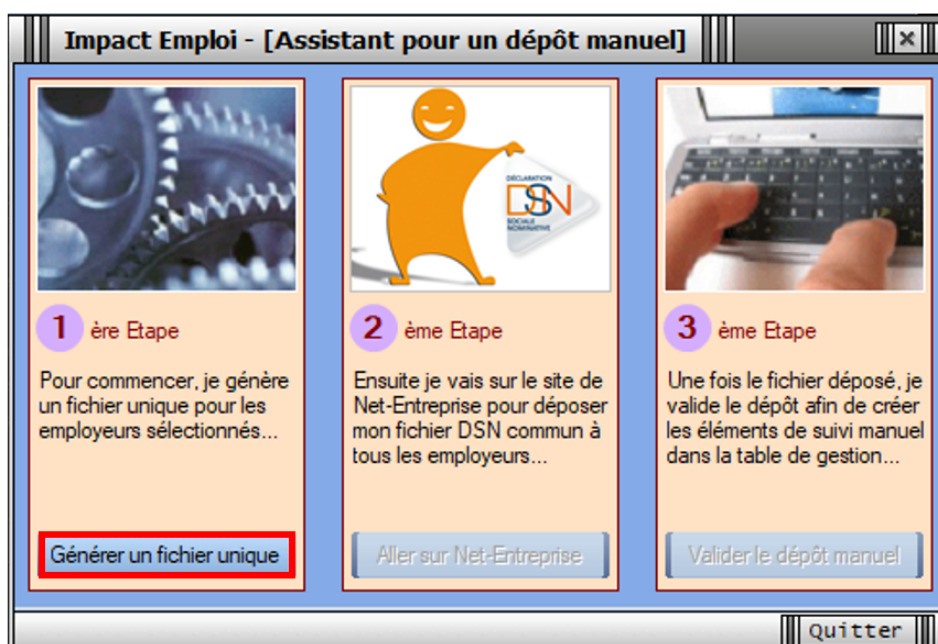 Impact Emploi - [Assistant pour un dépôt manuel]
DÉCLARATION
DSN
SOCIALE
NOMINATIVE
1 ère Etape
Pour commencer, je génère
un fichier unique pour les
employeurs sélectionnés...
Générer un fichier unique
2 ème Etape
Ensuite je vais sur le site de
Net-Entreprise pour déposer
mon fichier DSN commun à
tous les employeurs...
Aller sur Net-Entreprise
3 ème Etape
Une fois le fichier déposé, je
valide le dépôt afin de créer
les éléments de suivi manuel
dans la table de gestion...
Valider le dépôt manuel
Quitter